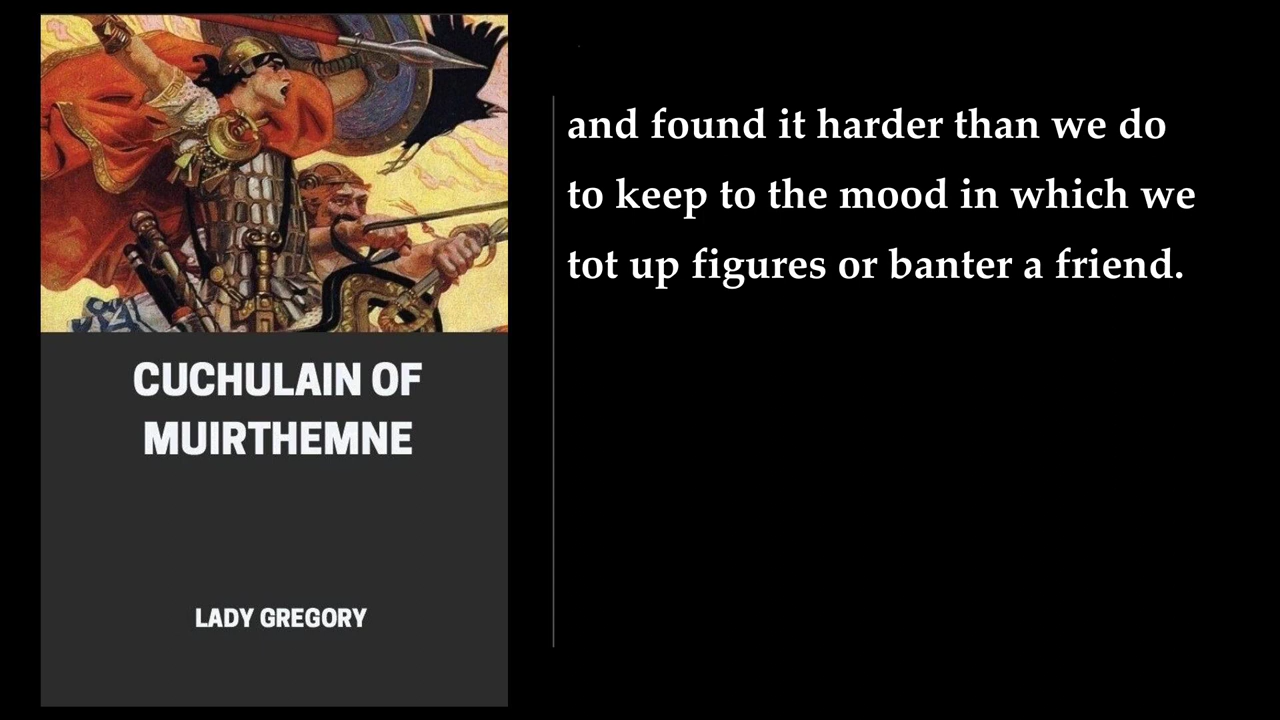 CUCHULAIN OF
MUIRTHEMNE
LADY GREGORY
and found it harder than we do
to keep to the mood in which we
tot up figures or banter a friend.